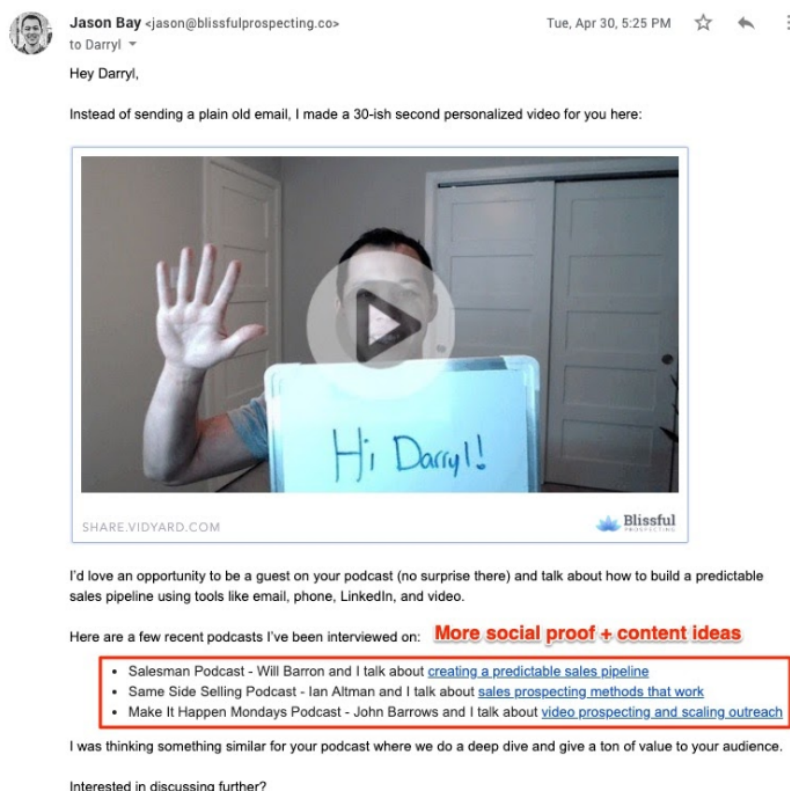 Jason Bay <jason@blissfulprospecting.co>
Tue, Apr 30, 5:25 PM
to Darryl
Hey Darryl,
Instead of sending a plain old email, I made a 30-ish second personalized video for you here:
Hi Darryl!
SHARE.VIDYARD.COM
Blissful
PROSPECTING
I'd love an opportunity to be a guest on your podcast (no surprise there) and talk about how to build a predictable
sales pipeline using tools like email, phone, LinkedIn, and video.
Here are a few recent podcasts I've been interviewed on: More social proof + content ideas
• Salesman Podcast - Will Barron and I talk about creating a predictable sales pipeline
• Same Side Selling Podcast - Ian Altman and I talk about sales prospecting methods that work
• Make It Happen Mondays Podcast - John Barrows and I talk about video prospecting and scaling outreach
I was thinking something similar for your podcast where we do a deep dive and give a ton of value to your audience.
Interested in discussing further?